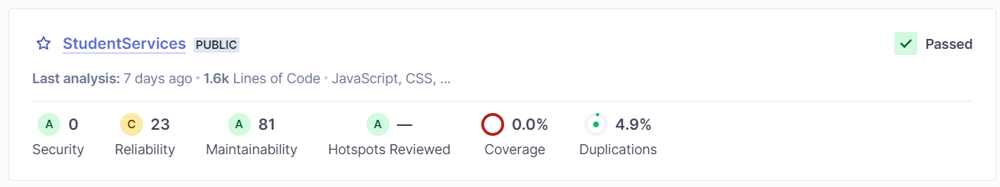 StudentServices PUBLIC Passed
Last analysis: 7 days ago • 1.6k Lines of Code • JavaScript, CSS, ...
A 0 C 23 A 81 A — 0.0% 4.9%
Security Reliability Maintainability Hotspots Reviewed Coverage Duplications